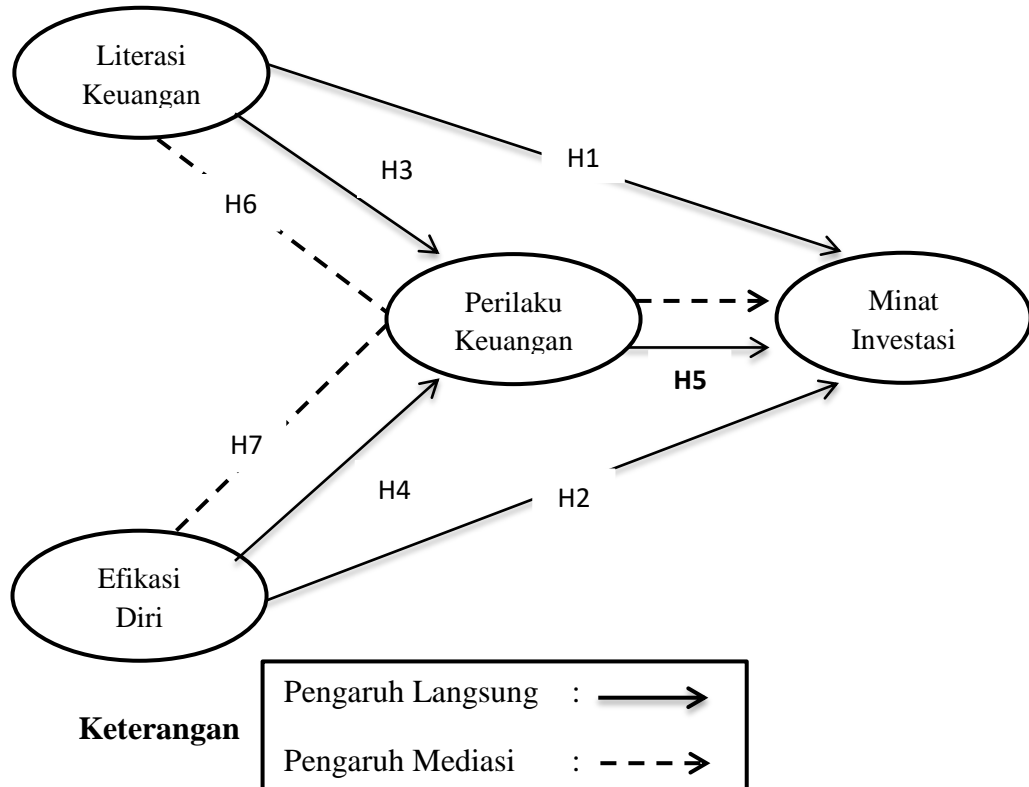 Literasi
Keuangan
H1
H3
H6
Perilaku
Keuangan
Minat
Investasi
H5
H7
H4
H2
Efikasi
Diri
Keterangan
Pengaruh Langsung :
Pengaruh Mediasi :